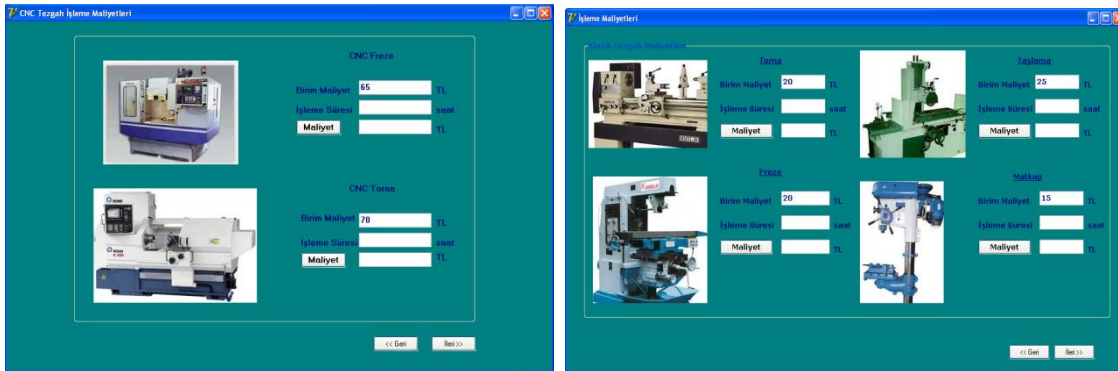 CNC Tezgah İşleme Maliyetleri
CNC Freze
Birim Maliyet 65 TL
İşleme Süresi saat
Maliyet TL
CNC Torna
Birim Maliyet 70 TL
İşleme Süresi saat
Maliyet TL
<< Geri İleri >>
İşleme Maliyetleri
Klasik Tezgah Maliyetleri
Torna
Birim Maliyet 20 TL
İşleme Süresi saat
Maliyet TL
Taşlama
Birim Maliyet 25 TL
İşleme Süresi saat
Maliyet TL
Freze
Birim Maliyet 20 TL
İşleme Süresi saat
Maliyet TL
Matkap
Birim Maliyet 15 TL
İşleme Süresi saat
Maliyet TL
<< Geri İleri >>